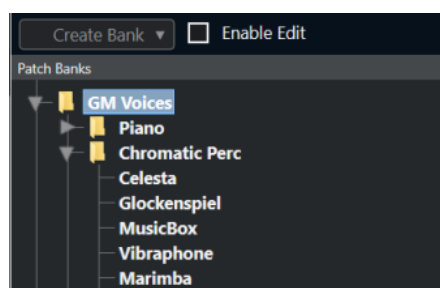 Create Bank Enable Edit
Patch Banks
GM Voices
Piano
Chromatic Perc
Celesta
Glockenspiel
MusicBox
Vibraphone
Marimba